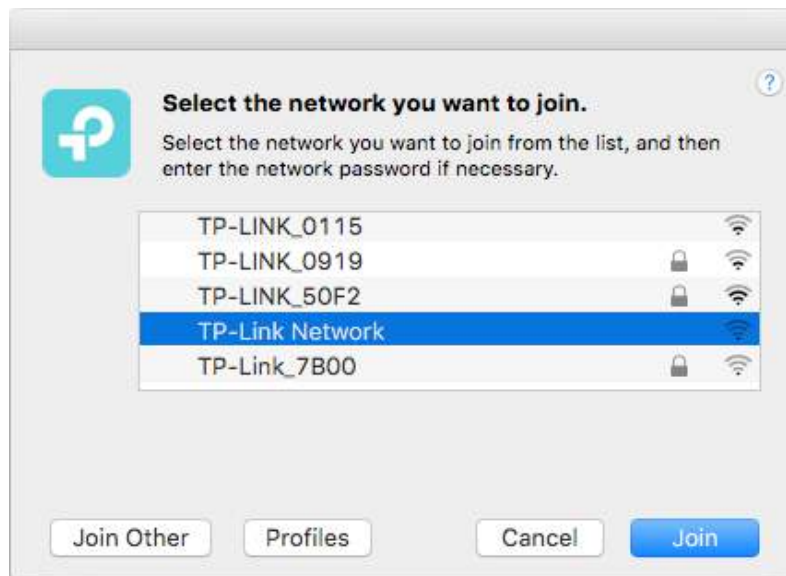 ?
Select the network you want to join.
Select the network you want to join from the list, and then
enter the network password if necessary.
TP-LINK_0115
TP-LINK_0919
TP-LINK_50F2
TP-Link Network
TP-Link_7B00
Join Other Profiles Cancel Join